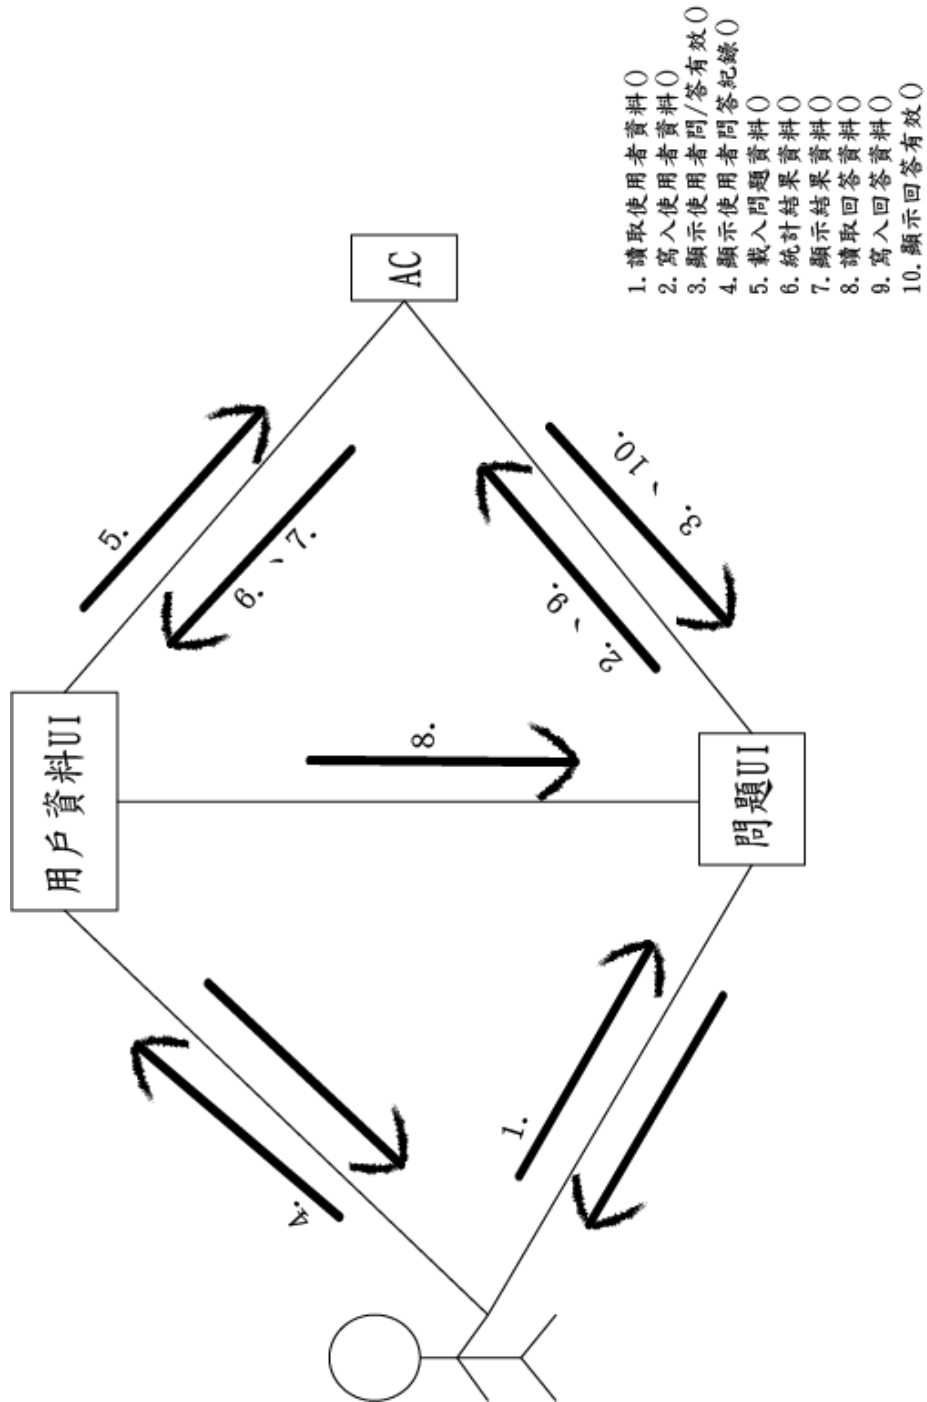 用戶資料UI
AC
問題UI
5.
6.、7.
8.
2.、9.
3.、10.
4.
1.
1. 讀取使用者資料()
2. 寫入使用者資料()
3. 顯示使用者問/答有效()
4. 顯示使用者問答紀錄()
5. 載入問題資料()
6. 統計結果資料()
7. 顯示結果資料()
8. 讀取回答資料()
9. 寫入回答資料()
10. 顯示回答有效()